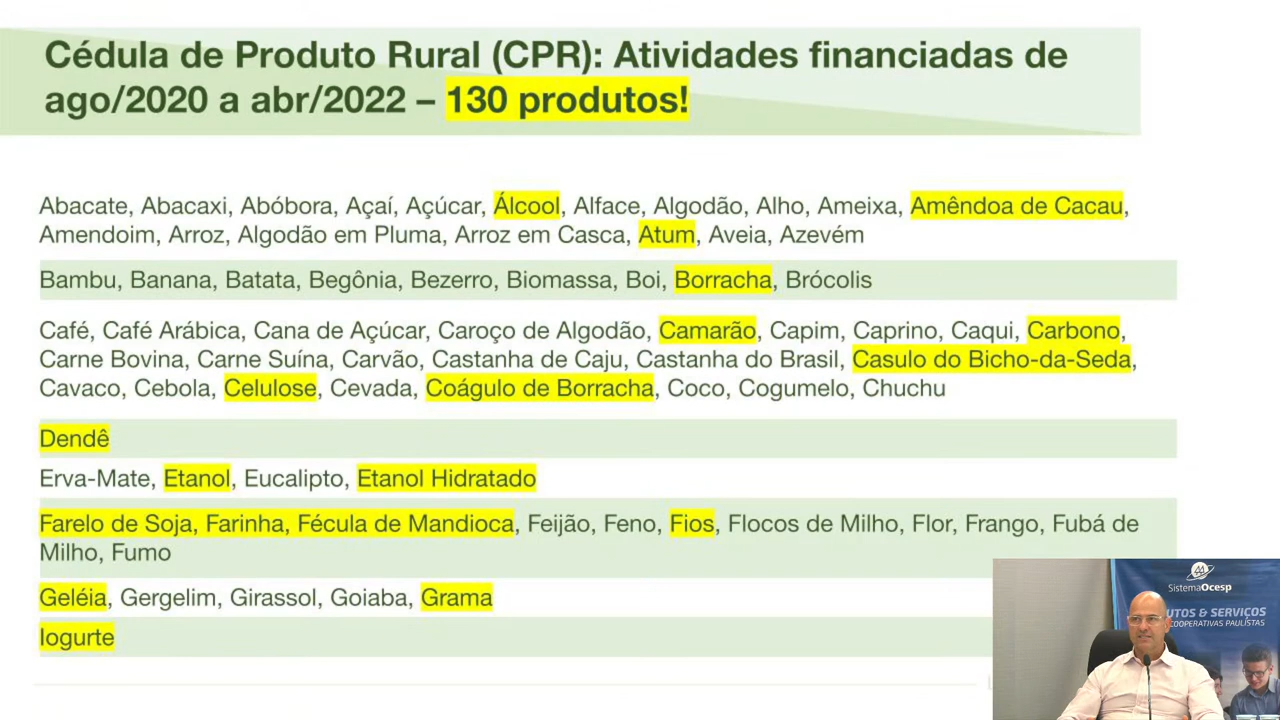 Cédula de Produto Rural (CPR): Atividades financiadas de
ago/2020 a abr/2022 – 130 produtos!
Abacate, Abacaxi, Abóbora, Açaí, Açúcar, Álcool, Alface, Algodão, Alho, Ameixa, Amêndoa de Cacau,
Amendoim, Arroz, Algodão em Pluma, Arroz em Casca, Atum, Aveia, Azevém
Bambu, Banana, Batata, Begônia, Bezerro, Biomassa, Boi, Borracha, Brócolis
Café, Café Arábica, Cana de Açúcar, Caroço de Algodão, Camarão, Capim, Caprino, Caqui, Carbono,
Carne Bovina, Carne Suína, Carvão, Castanha de Caju, Castanha do Brasil, Casulo do Bicho-da-Seda,
Cavaco, Cebola, Celulose, Cevada, Coágulo de Borracha, Coco, Cogumelo, Chuchu
Dendê
Erva-Mate, Etanol, Eucalipto, Etanol Hidratado
Farelo de Soja, Farinha, Fécula de Mandioca, Feijão, Feno, Fios, Flocos de Milho, Flor, Frango, Fubá de
Milho, Fumo
Geléia, Gergelim, Girassol, Goiaba, Grama
Iogurte
SistemaOcesp
UTOS & SERVIÇOS
COOPERATIVAS PAULISTAS